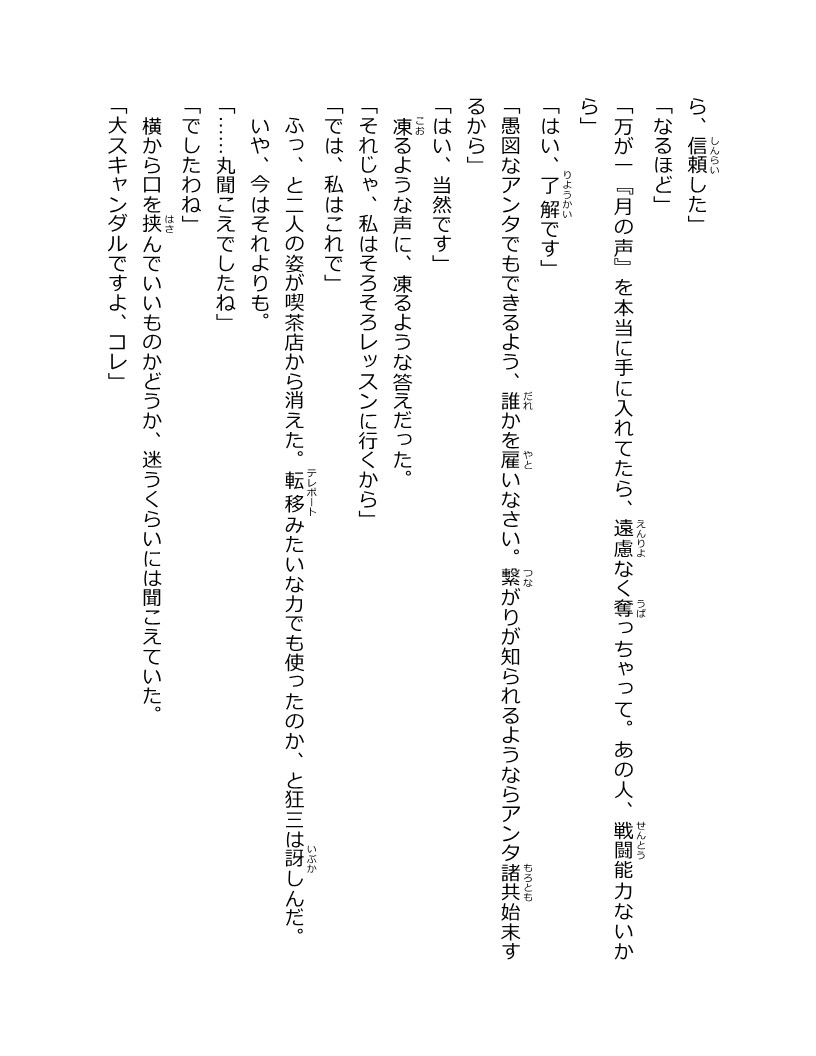 ら、信頼した」
「なるほど」
「万が一『月の声』を本当に手に入れてたら、遠慮なく奪っちゃって。あの人、戦闘能力ないか
ら」
「はい、了解です」
「愚図なアンタでもできるよう、誰かを雇いなさい。繋がりが知られるようならアンタ諸共始末す
るから」
「はい、当然です」
凍るような声に、凍るような答えだった。
「それじゃ、私はそろそろレッスンに行くから」
「では、私はこれで」
ふっ、と二人の姿が喫茶店から消えた。転移みたいな力でも使ったのか、と狂三は訝しんだ。
いや、今はそれよりも。
「……丸聞こえでしたね」
「でしたわね」
横から口を挟んでいいものかどうか、迷うくらいには聞こえていた。
「大スキャンダルですよ、コレ」